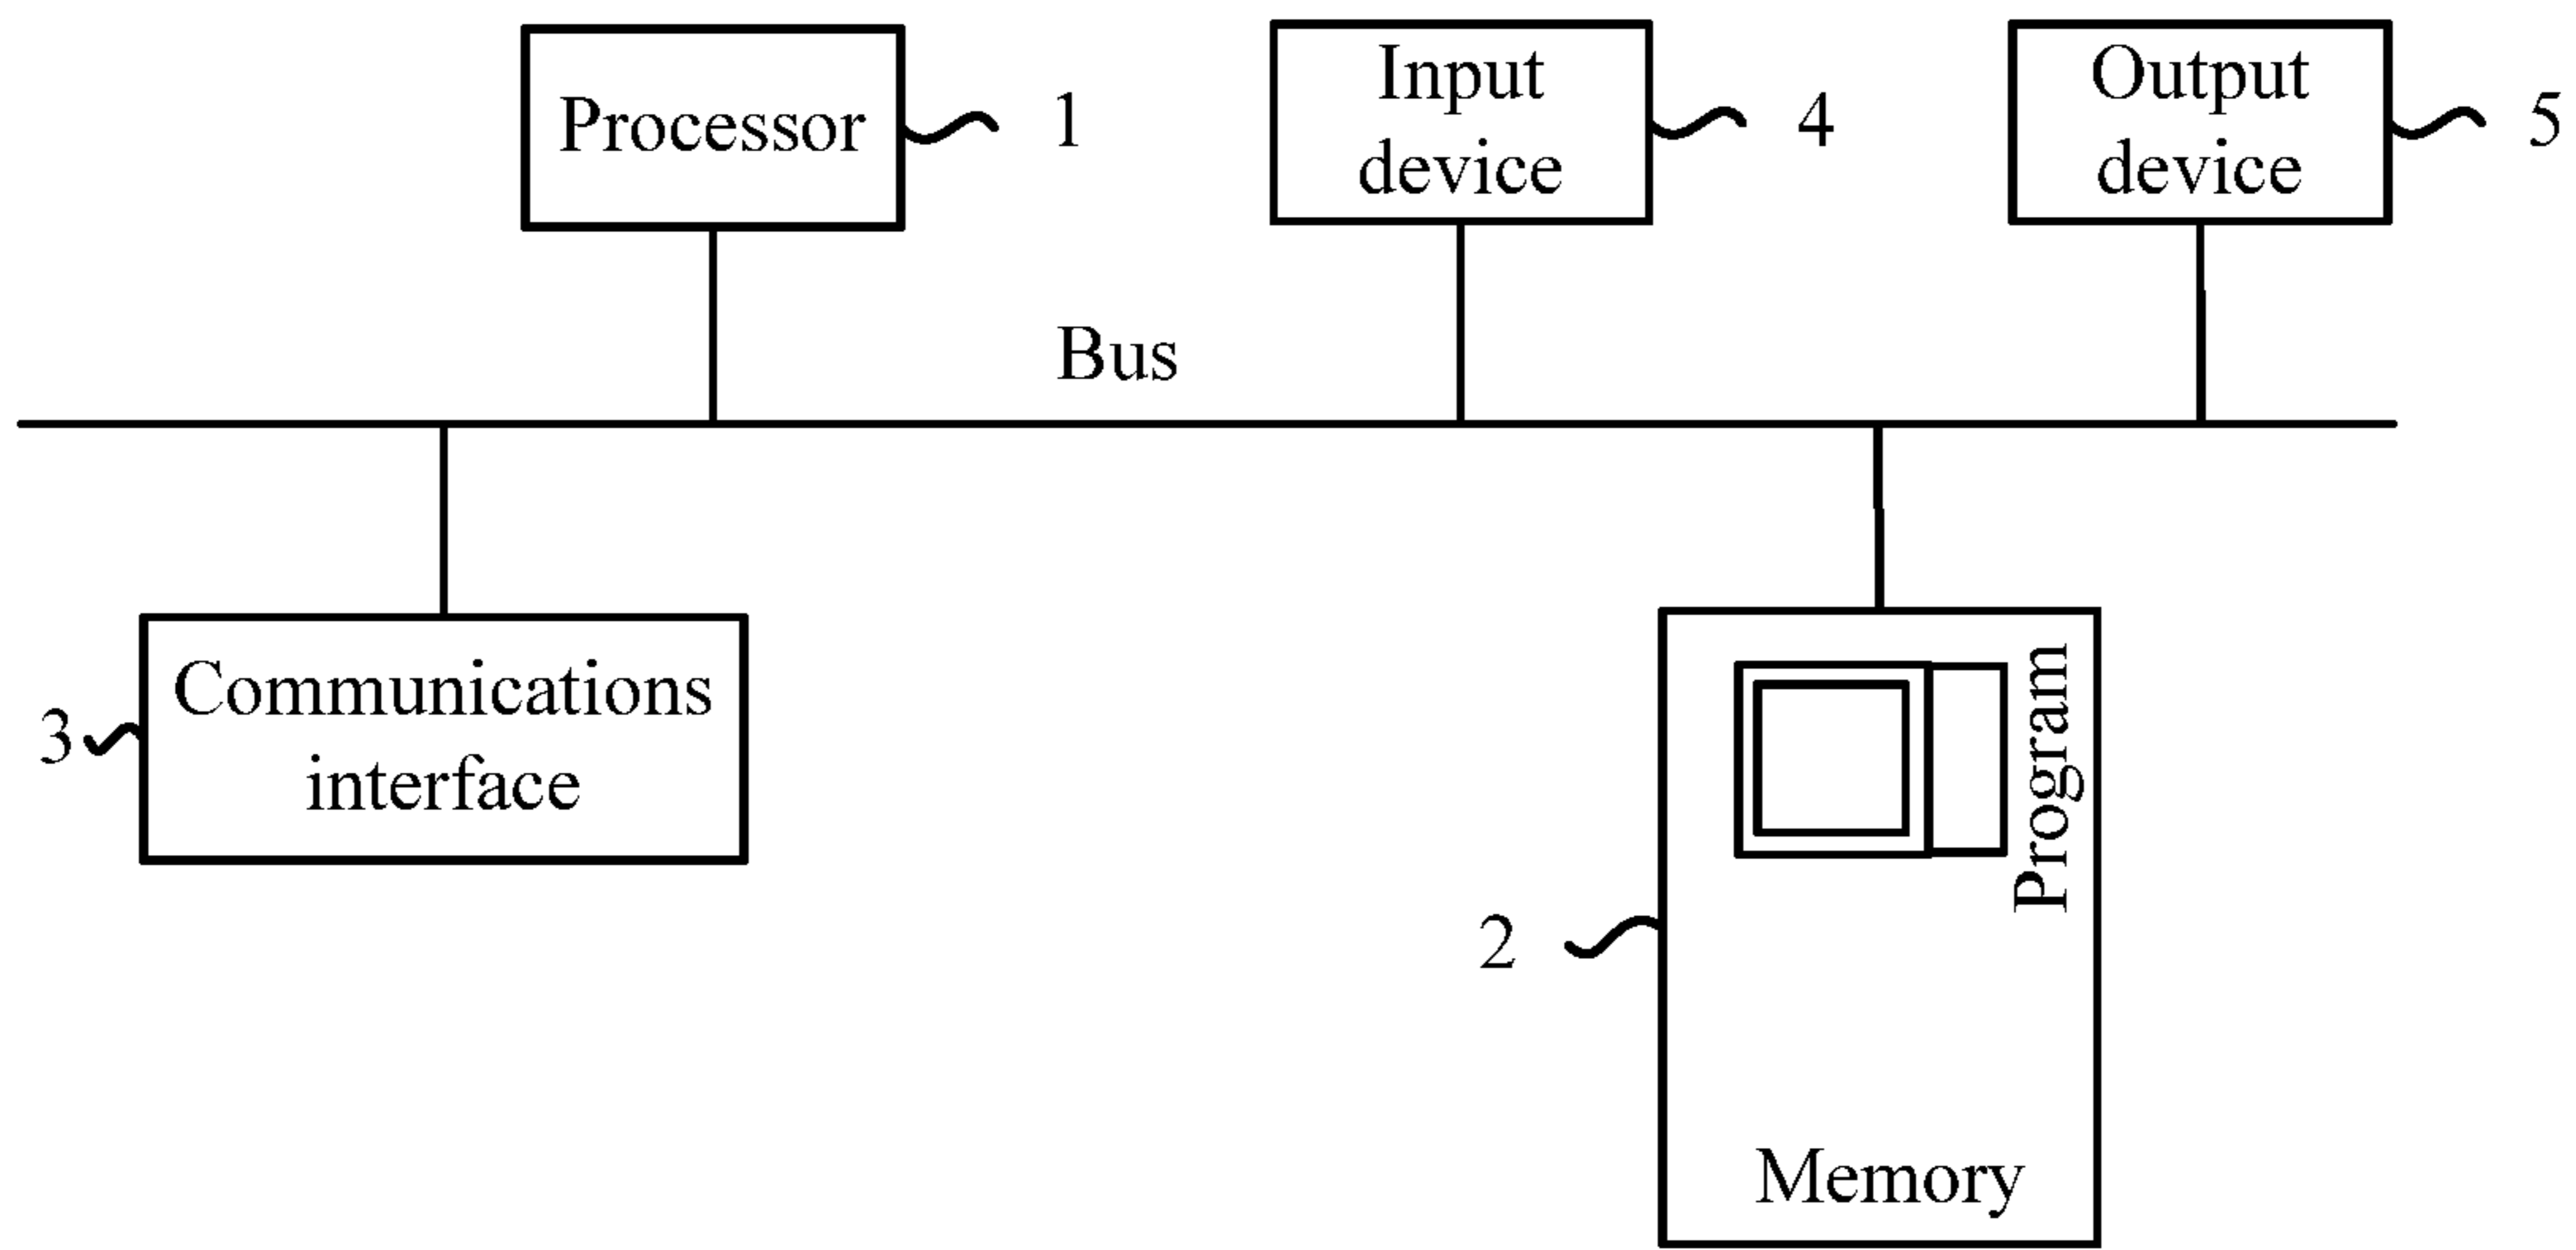 Processor
1
Input
device
4
Output
device
5
Bus
Communications
interface
3
Program
2
Memory